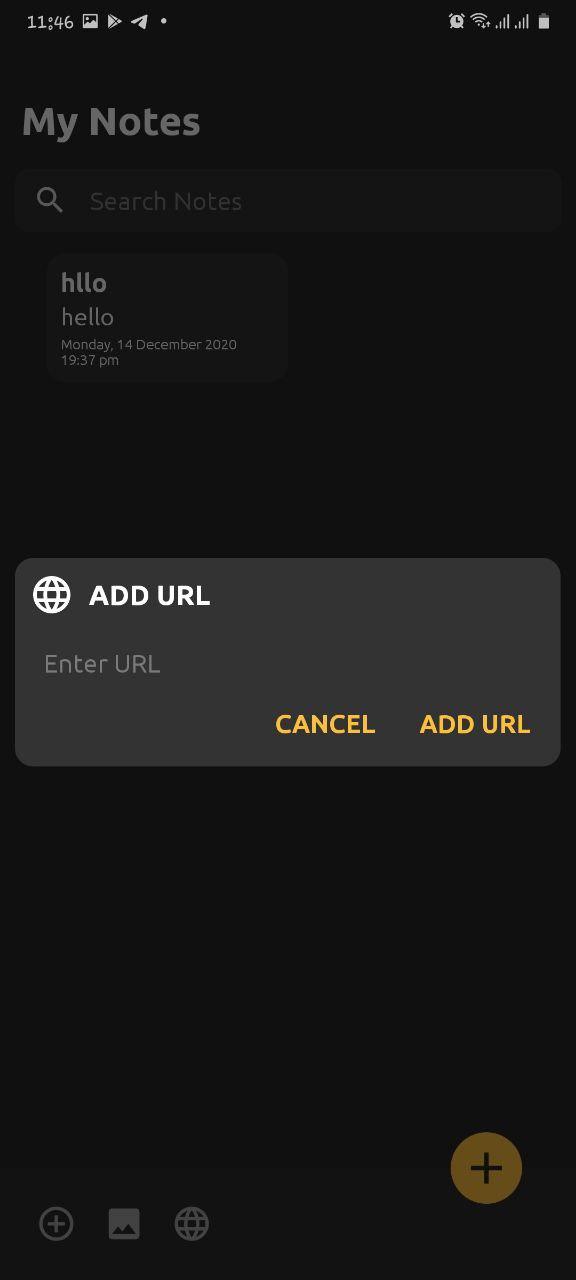 11:46
My Notes
Search Notes
hllo
hello
Monday, 14 December 2020
19:37 pm
ADD URL
Enter URL
CANCEL ADD URL